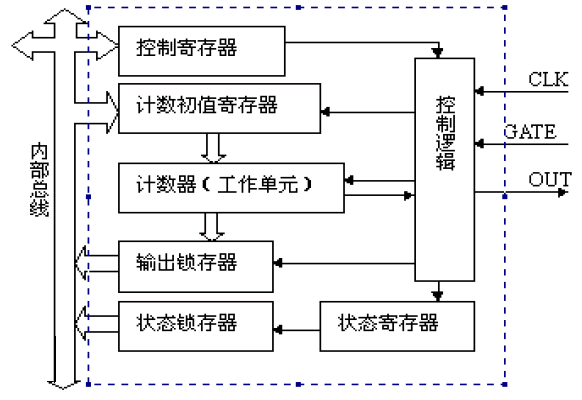 控制寄存器
计数初值寄存器
计数器（工作单元）
输出锁存器
状态锁存器
状态寄存器
控制逻辑
内部总线
CLK
GATE
OUT